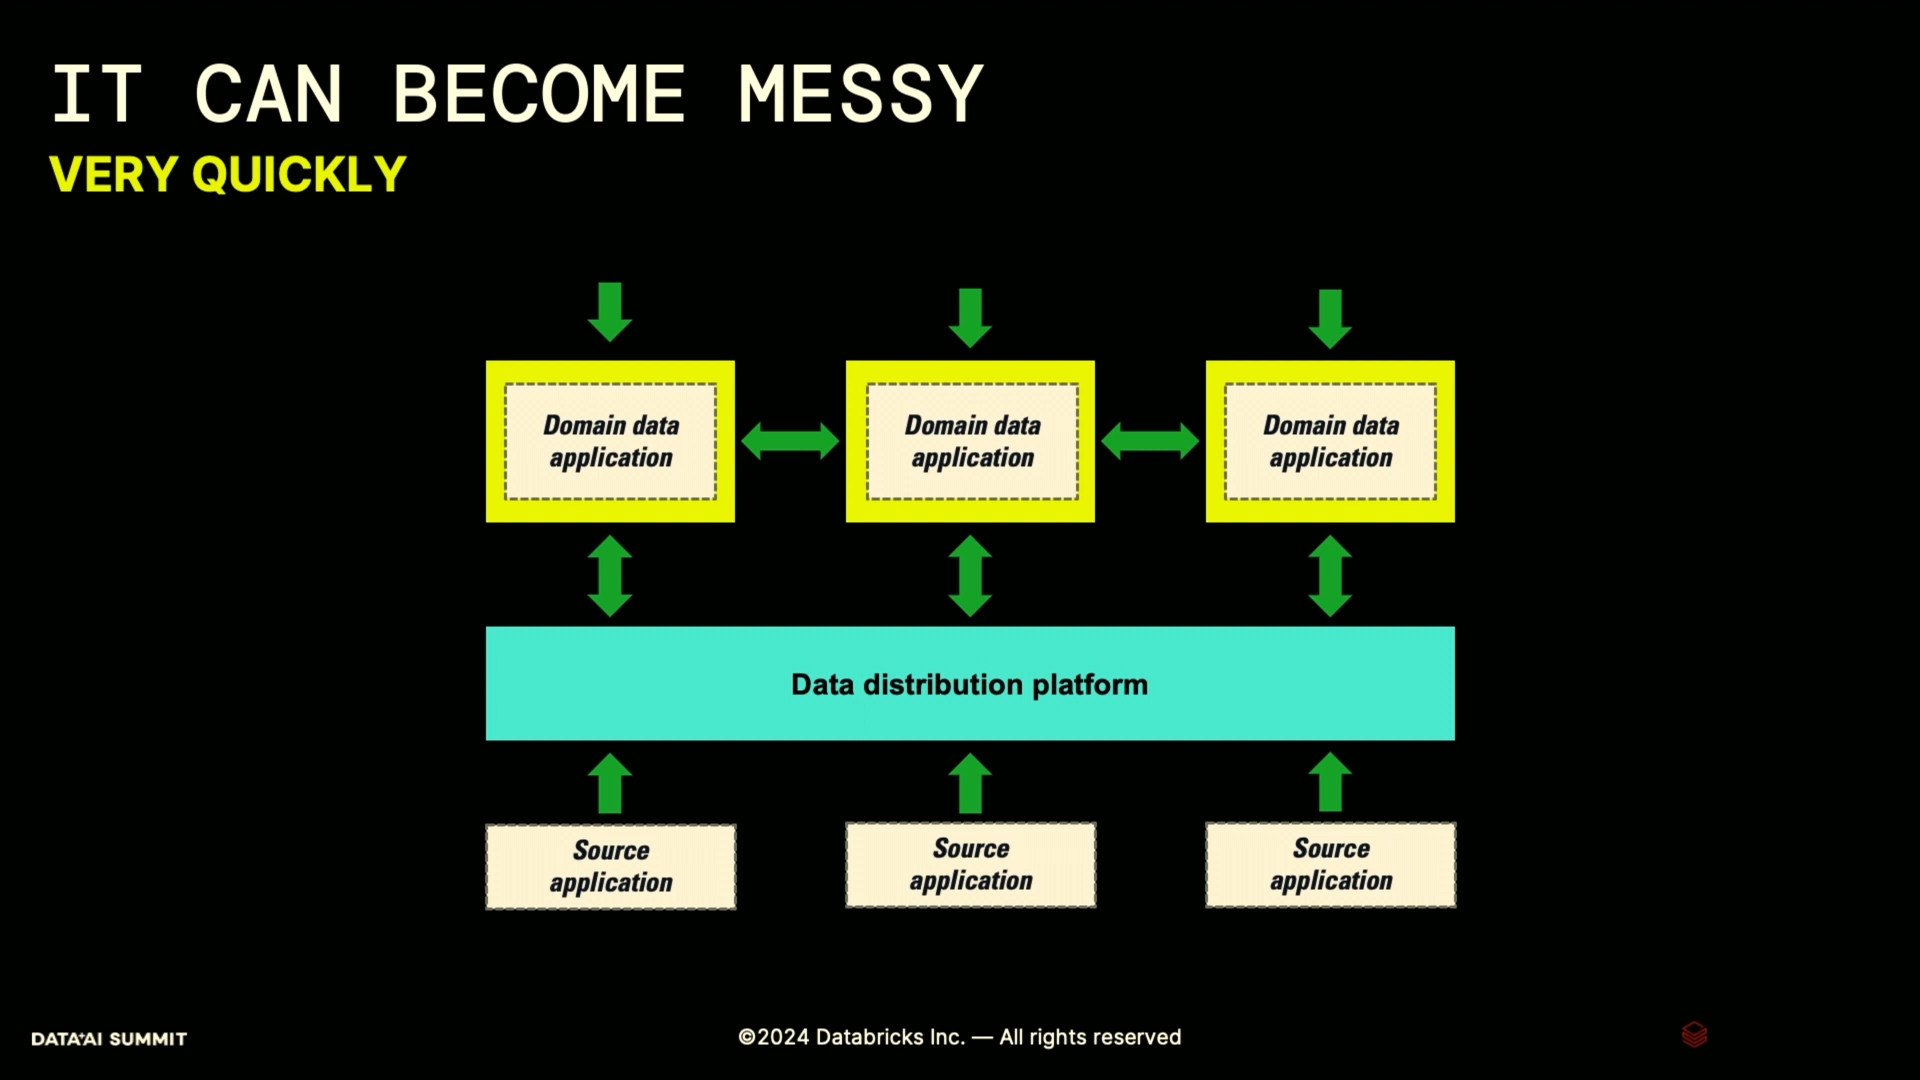 IT CAN BECOME MESSY
VERY QUICKLY
Domain data
application
Domain data
application
Domain data
application
Data distribution platform
Source
application
Source
application
Source
application
DATA+AI SUMMIT
©2024 Databricks Inc. — All rights reserved